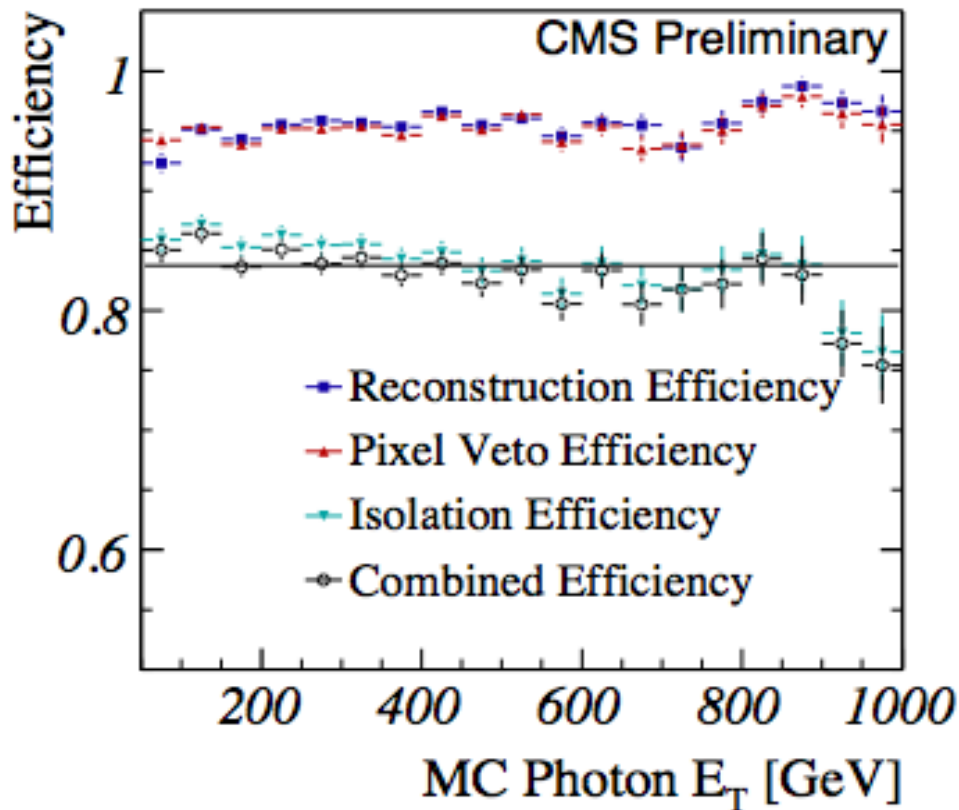 CMS Preliminary
Efficiency
1
0.8
0.6
Reconstruction Efficiency
Pixel Veto Efficiency
Isolation Efficiency
Combined Efficiency
200 400 600 800 1000
MC Photon E_T [GeV]